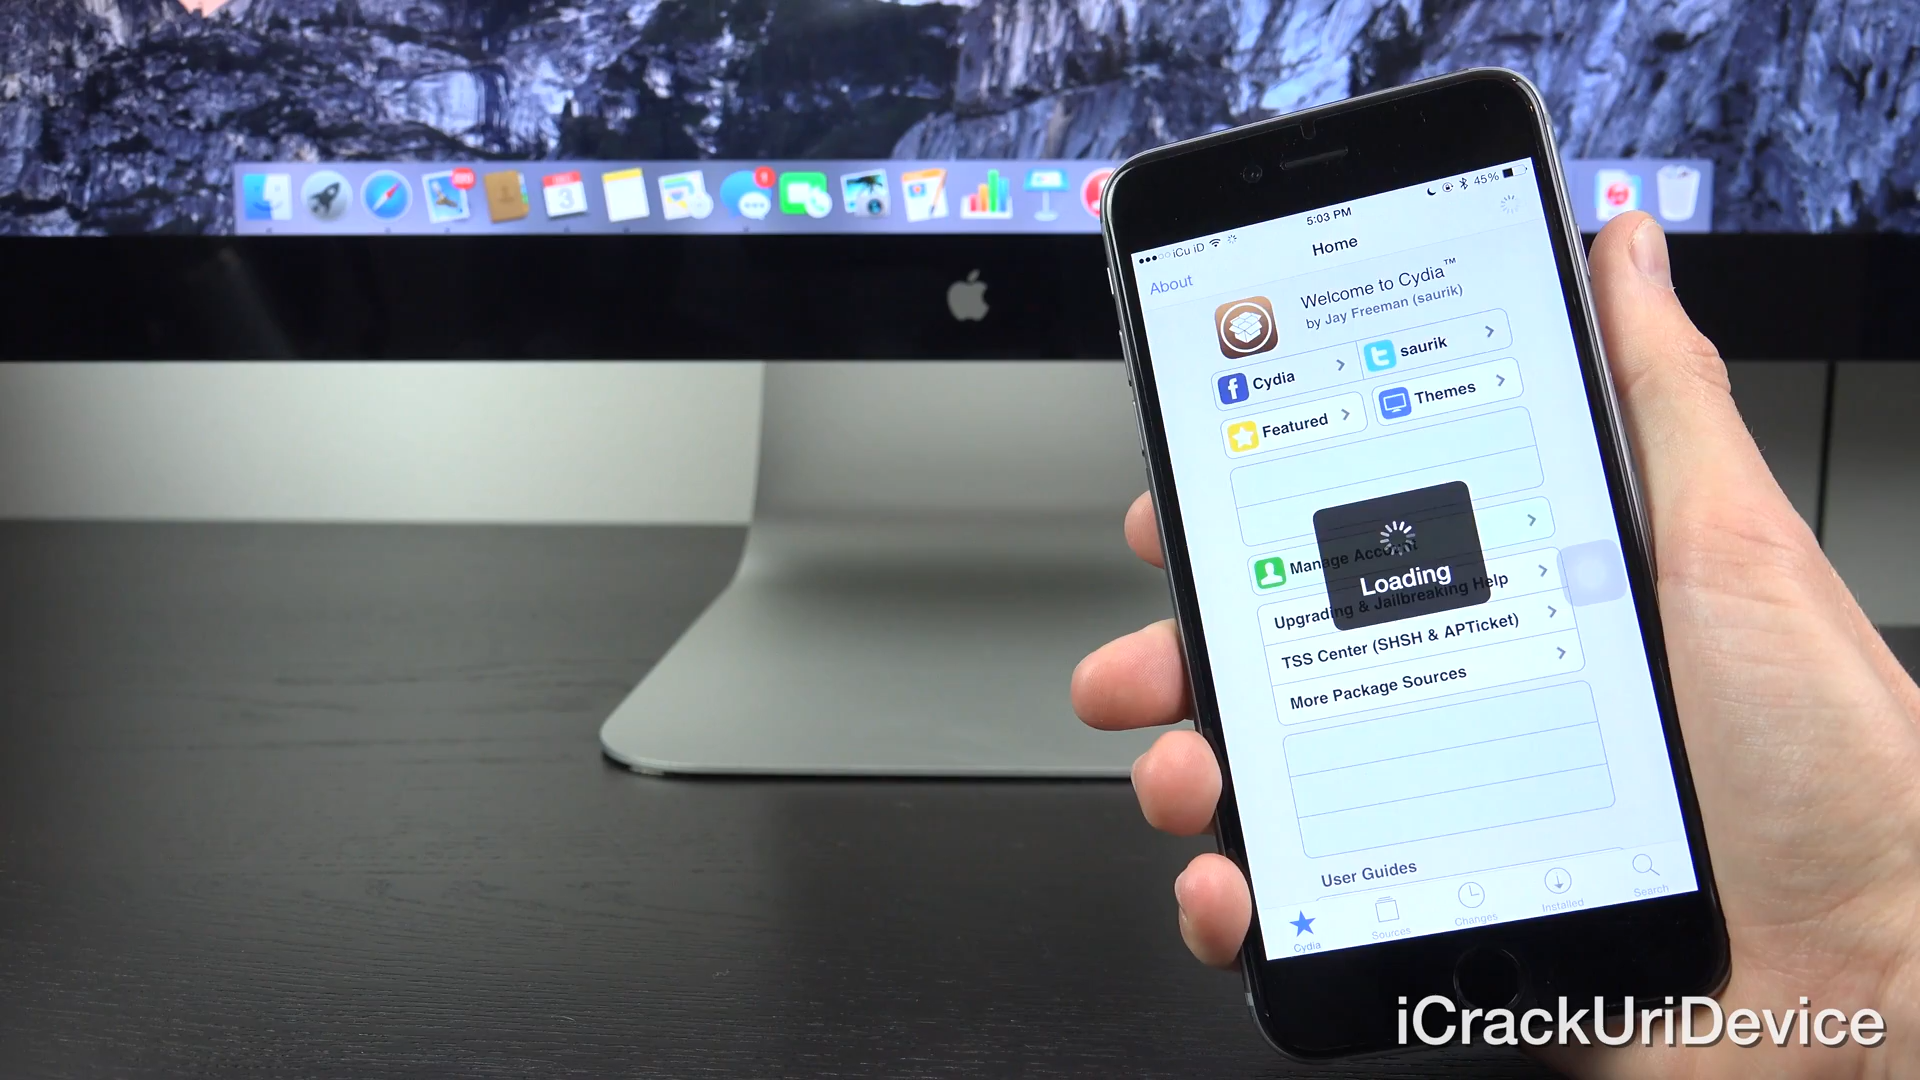 3
iCu iD
5:03 PM
45%
About
Home
Welcome to Cydia™
by Jay Freeman (saurik)
Cydia
saurik
Featured
Themes
Manage Account
Loading
Upgrading & Jailbreaking Help
TSS Center (SHSH & APTicket)
More Package Sources
User Guides
Cydia
Sources
Changes
Installed
Search
iCrackUriDevice